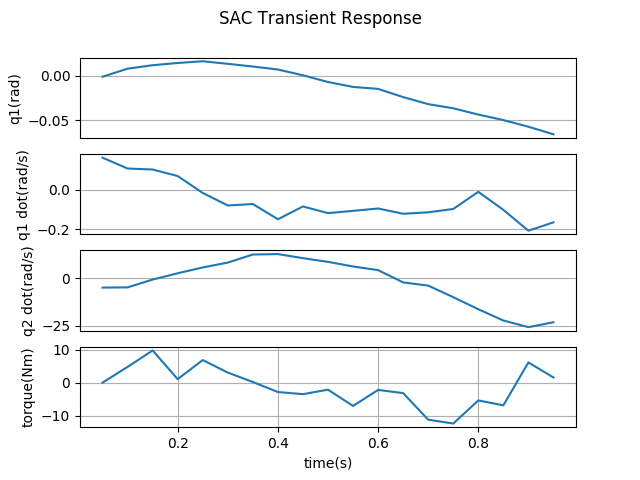 SAC Transient Response
q1(rad)
0.00
−0.05
q1 dot(rad/s)
0.0
−0.2
q2 dot(rad/s)
0
−25
torque(Nm)
10
0
−10
0.2 0.4 0.6 0.8
time(s)